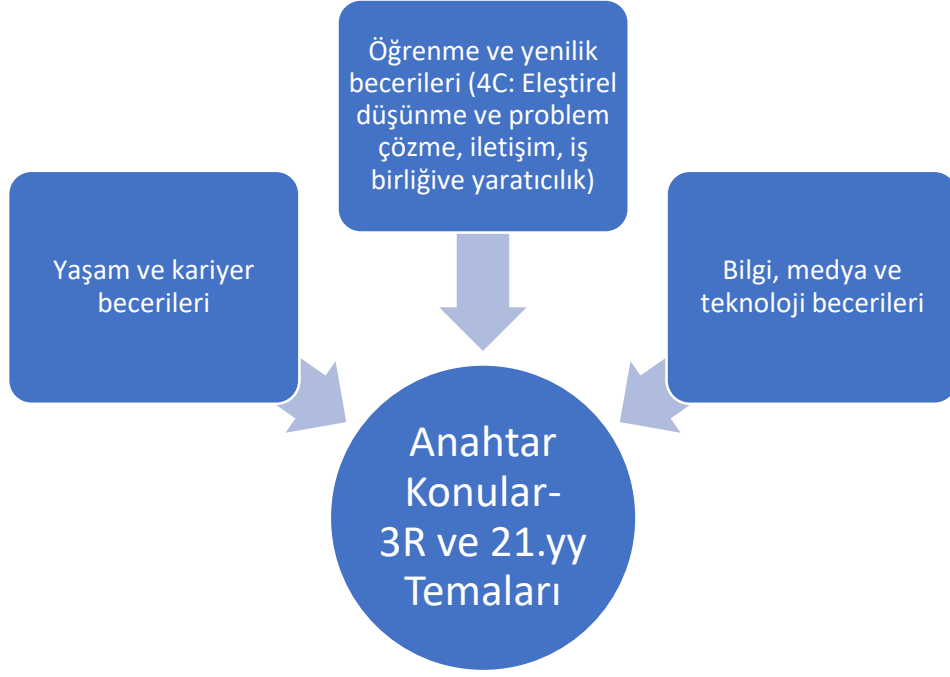 Öğrenme ve yenilik
becerileri (4C: Eleştirel
düşünme ve problem
çözme, iletişim, iş
birliğive yaratıcılık)
Yaşam ve kariyer
becerileri
Bilgi, medya ve
teknoloji becerileri
Anahtar
Konular-
3R ve 21.yy
Temaları